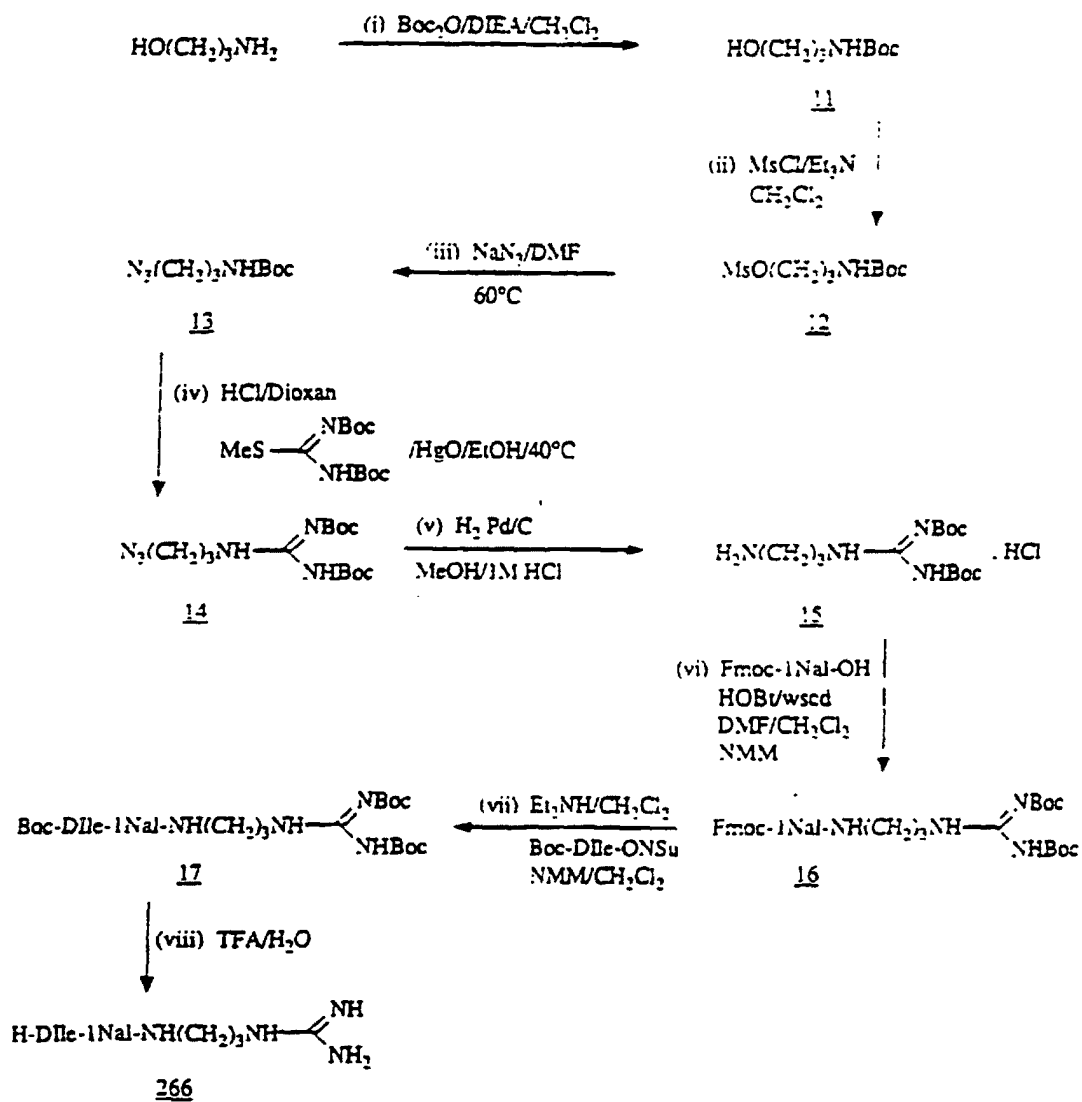 HO(CH₂)₃NH₂
(i) Boc₂O/DIEA/CH₂Cl₂
HO(CH₂)₃NHBoc
11
(ii) MsCl/Et₃N
CH₂Cl₂
MsO(CH₂)₃NHBoc
12
(iii) NaN₃/DMF
60°C
N₃(CH₂)₃NHBoc
13
(iv) HCl/Dioxan
NBoc
MeS
NHBoc
/HgO/EtOH/40°C
N₃(CH₂)₃NH
NBoc
NHBoc
14
(v) H₂ Pd/C
MeOH/1M HCl
H₂N(CH₂)₃NH
NBoc
NHBoc
. HCl
15
(vi) Fmoc-1Nal-OH
HOBt/wscd
DMF/CH₂Cl₂
NMM
Fmoc-1Nal-NH(CH₂)₃NH
NBoc
NHBoc
16
(vii) Et₂NH/CH₂Cl₂
Boc-DIle-ONSu
NMM/CH₂Cl₂
Boc-DIle-1Nal-NH(CH₂)₃NH
NBoc
NHBoc
17
(viii) TFA/H₂O
H-DIle-1Nal-NH(CH₂)₃NH
NH
NH₂
266